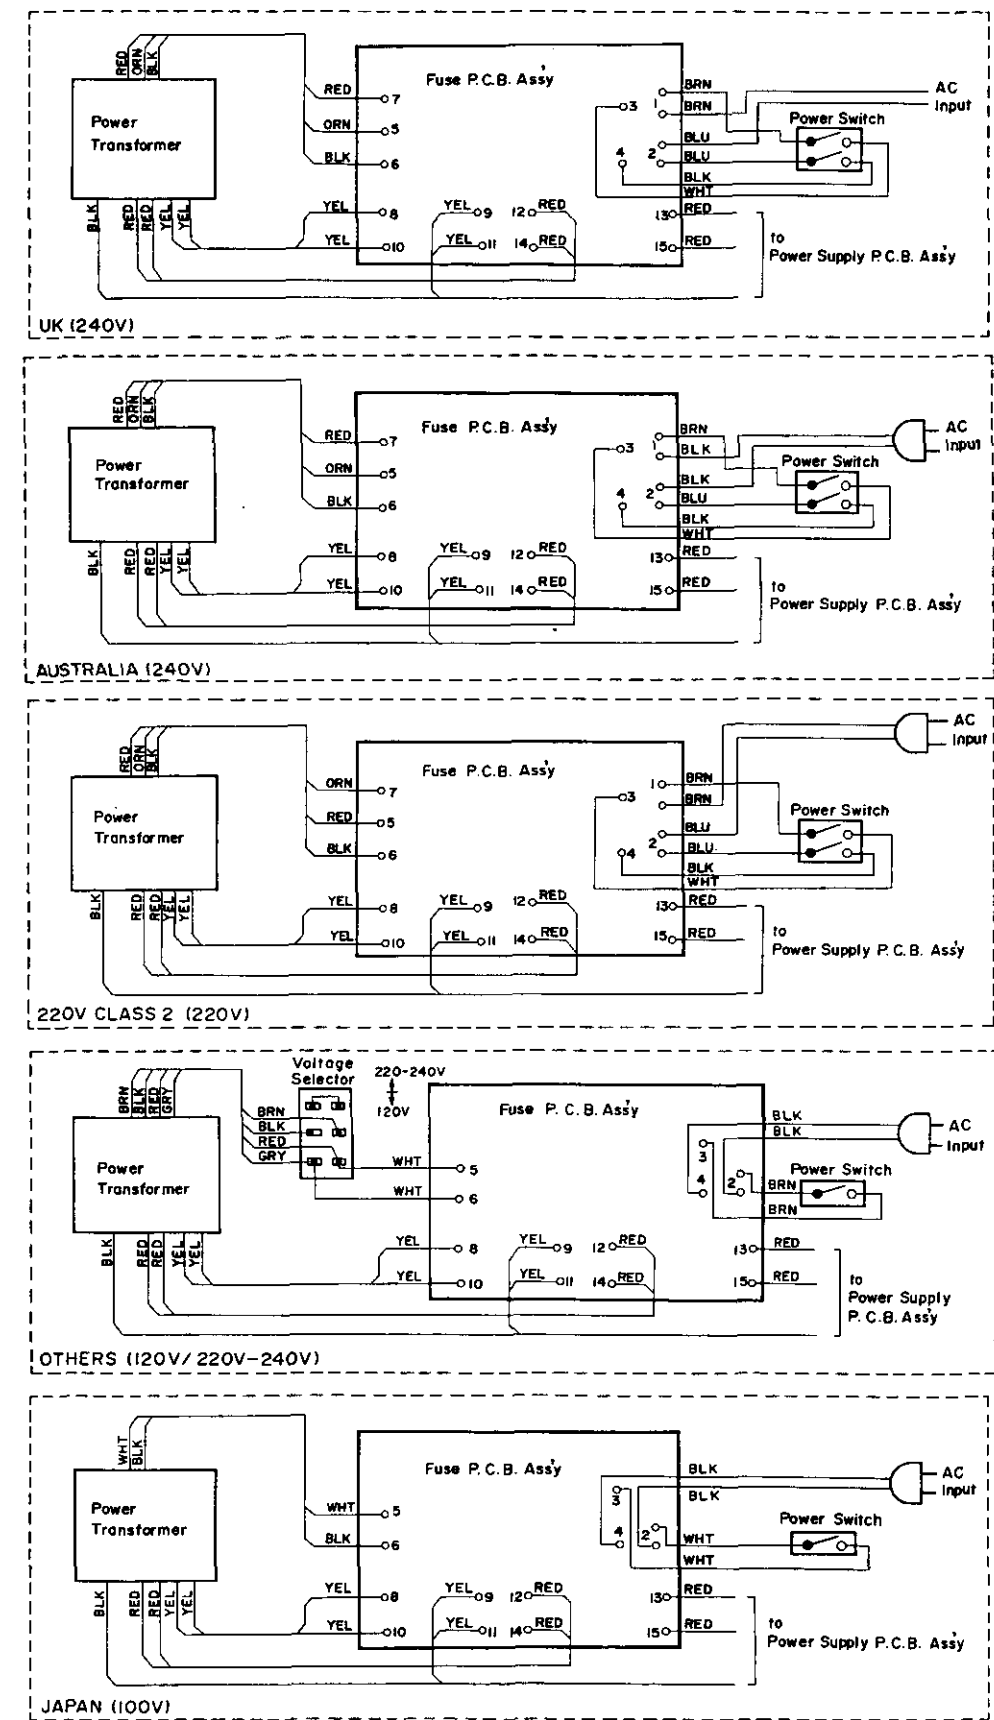 RED
ORN
BLK
Power
Transformer
BLK
RED
RED
YEL
YEL
Fuse P.C.B. Ass'y
RED 7
ORN 5
BLK 6
YEL 8
YEL 10
YEL 9
YEL 11
12 RED
14 RED
3
4
1
2
BRN
BRN
BLU
BLU
BLK
WHT
13 RED
15 RED
AC
Input
Power Switch
to
Power Supply P.C.B. Ass'y
UK (240V)
RED
ORN
BLK
Power
Transformer
BLK
RED
RED
YEL
YEL
Fuse P.C.B. Ass'y
RED 7
ORN 5
BLK 6
YEL 8
YEL 10
YEL 9
YEL 11
12 RED
14 RED
3
4
1
2
BRN
BLK
BLK
BLU
BLK
WHT
13 RED
15 RED
AC
Input
Power Switch
to
Power Supply P.C.B. Ass'y
AUSTRALIA (240V)
RED
ORN
BLK
Power
Transformer
BLK
RED
RED
YEL
YEL
Fuse P.C.B. Ass'y
ORN 7
RED 5
BLK 6
YEL 8
YEL 10
YEL 9
YEL 11
12 RED
14 RED
3
4
1
2
BRN
BRN
BLU
BLU
BLK
WHT
13 RED
15 RED
AC
Input
Power Switch
to
Power Supply P.C.B. Ass'y
220V CLASS 2 (220V)
BRN
BLK
RED
GRY
Power
Transformer
BLK
RED
RED
YEL
YEL
Voltage
Selector
220-240V
120V
BRN
BLK
RED
GRY
Fuse P.C.B. Ass'y
WHT 5
WHT 6
YEL 8
YEL 10
YEL 9
YEL 11
12 RED
14 RED
3
4
2
BLK
BLK
BRN
BRN
13 RED
15 RED
AC
Input
Power Switch
to
Power Supply
P.C.B. Ass'y
OTHERS (120V/220V-240V)
WHT
BLK
Power
Transformer
BLK
RED
RED
YEL
YEL
Fuse P.C.B. Ass'y
WHT 5
BLK 6
YEL 8
YEL 10
YEL 9
YEL 11
12 RED
14 RED
3
4
2
BLK
BLK
WHT
WHT
13 RED
15 RED
AC
Input
Power Switch
to
Power Supply P.C.B. Ass'y
JAPAN (100V)